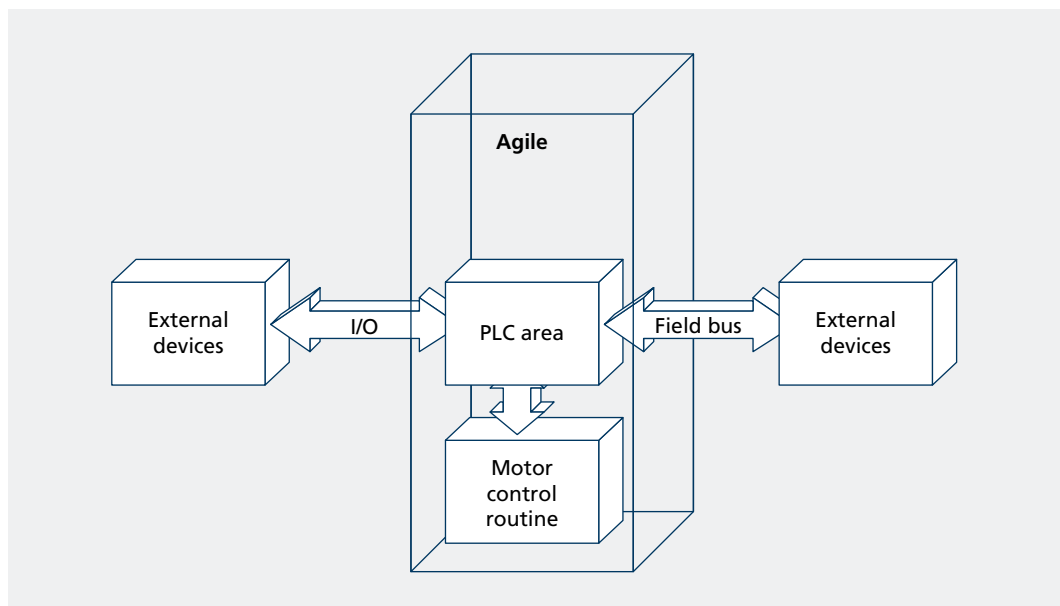 Agile
External
devices
I/O
PLC area
Field bus
External
devices
Motor
control
routine